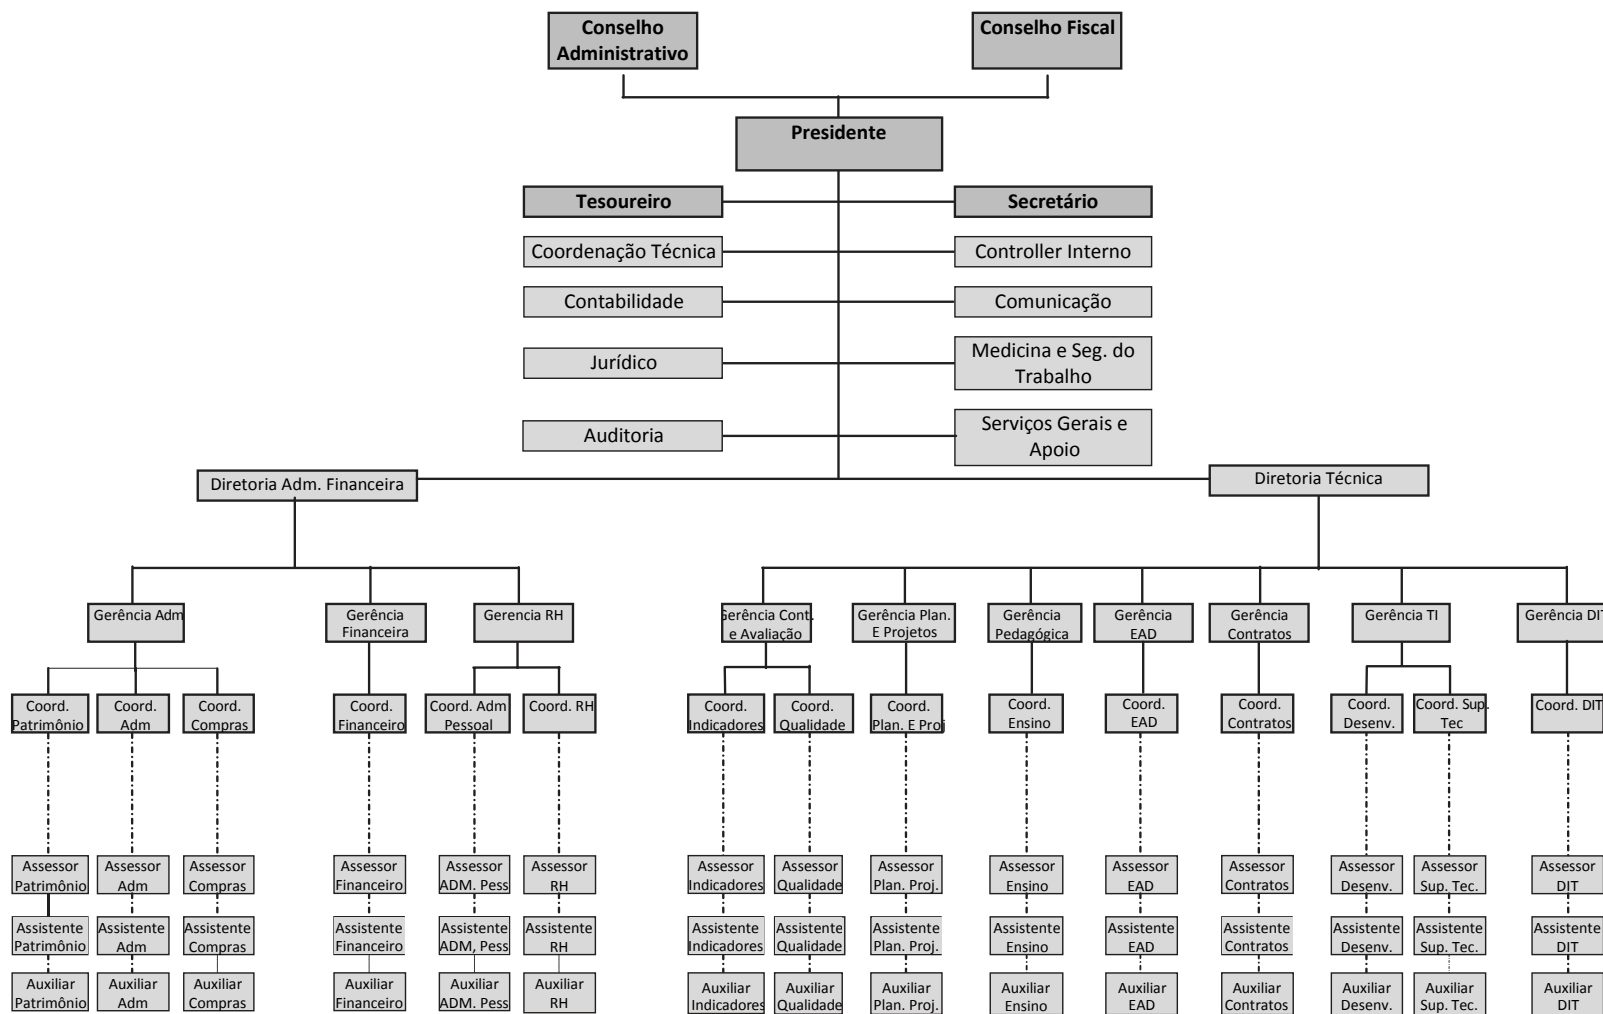 Conselho
Administrativo
Conselho Fiscal
Presidente
Tesoureiro
Secretário
Coordenação Técnica
Controller Interno
Contabilidade
Comunicação
Jurídico
Medicina e Seg. do
Trabalho
Auditoria
Serviços Gerais e
Apoio
Diretoria Adm. Financeira
Diretoria Técnica
Gerência Adm
Gerência
Financeira
Gerencia RH
Gerência Cont.
e Avaliação
Gerência Plan.
E Projetos
Gerência
Pedagógica
Gerência
EAD
Gerência
Contratos
Gerência TI
Gerência DIT
Coord.
Patrimônio
Coord.
Adm
Coord.
Compras
Coord.
Financeiro
Coord. Adm
Pessoal
Coord. RH
Coord.
Indicadores
Coord.
Qualidade
Coord.
Plan. E Proj
Coord.
Ensino
Coord.
EAD
Coord.
Contratos
Coord.
Desenv.
Coord. Sup.
Tec
Coord. DIT
Assessor
Patrimônio
Assessor
Adm
Assessor
Compras
Assessor
Financeiro
Assessor
ADM. Pess
Assessor
RH
Assessor
Indicadores
Assessor
Qualidade
Assessor
Plan. Proj.
Assessor
Ensino
Assessor
EAD
Assessor
Contratos
Assessor
Desenv.
Assessor
Sup. Tec.
Assessor
DIT
Assistente
Patrimônio
Assistente
Adm
Assistente
Compras
Assistente
Financeiro
Assistente
ADM, Pess
Assistente
RH
Assistente
Indicadores
Assistente
Qualidade
Assistente
Plan. Proj.
Assistente
Ensino
Assistente
EAD
Assistente
Contratos
Assistente
Desenv.
Assistente
Sup. Tec.
Assistente
DIT
Auxiliar
Patrimônio
Auxiliar
Adm
Auxiliar
Compras
Auxiliar
Financeiro
Auxiliar
ADM. Pess
Auxiliar
RH
Auxiliar
Indicadores
Auxiliar
Qualidade
Auxiliar
Plan. Proj.
Auxiliar
Ensino
Auxiliar
EAD
Auxiliar
Contratos
Auxiliar
Desenv.
Auxiliar
Sup. Tec.
Auxiliar
DIT